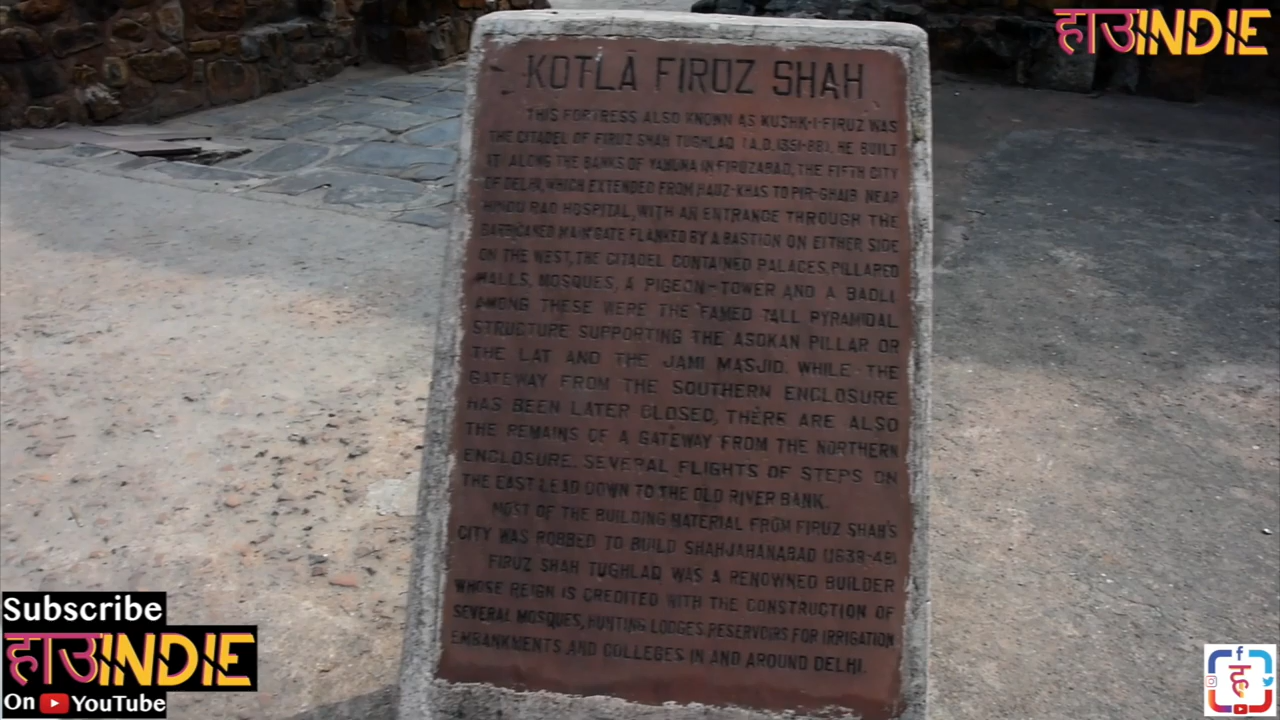 हाउINDIE
KOTLĀ FIROZ SHAH
THIS FORTRESS ALSO KNOWN AS KUSHK-I-FIRUZ WAS
THE CITADEL OF FIRUZ SHAH TUGHLAQ (A.D. 1351-88). HE BUILT
IT ALONG THE BANKS OF YAMUNA IN FIRUZABAD, THE FIFTH CITY
OF DELHI, WHICH EXTENDED FROM HAUZ-KHAS TO PIR-GHAIB NEAR
HINDU RAO HOSPITAL, WITH AN ENTRANCE THROUGH THE
BARRICADED MAIN GATE FLANKED BY A BASTION ON EITHER SIDE
ON THE WEST, THE CITADEL CONTAINED PALACES, PILLARED
HALLS, MOSQUES, A PIGEON-TOWER AND A BAOLI.
AMONG THESE WERE THE FAMED TALL PYRAMIDAL
STRUCTURE SUPPORTING THE ASOKAN PILLAR OR
THE LAT AND THE JAMI MASJID. WHILE THE
GATEWAY FROM THE SOUTHERN ENCLOSURE
HAS BEEN LATER CLOSED, THERE ARE ALSO
THE REMAINS OF A GATEWAY FROM THE NORTHERN
ENCLOSURE. SEVERAL FLIGHTS OF STEPS ON
THE EAST LEAD DOWN TO THE OLD RIVER BANK.
MOST OF THE BUILDING MATERIAL FROM FIRUZ SHAH'S
CITY WAS ROBBED TO BUILD SHAHJAHANABAD (1638-48)
FIRUZ SHAH TUGHLAQ WAS A RENOWNED BUILDER
WHOSE REIGN IS CREDITED WITH THE CONSTRUCTION OF
SEVERAL MOSQUES, HUNTING LODGES, RESERVOIRS FOR IRRIGATION
EMBANKMENTS AND COLLEGES IN AND AROUND DELHI.
Subscribe
हाउINDIE
On YouTube
ह